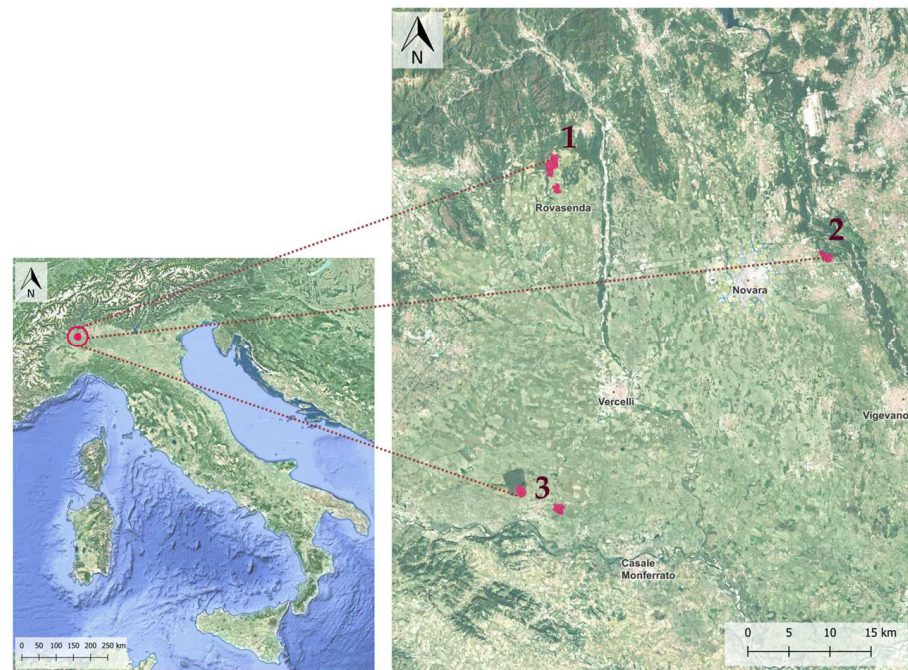 N
1
Rovasenda
2
Novara
N
Vercelli
Vigevano
3
Casale
Monferrato
0 50 100 150 200 250 km
0 5 10 15 km